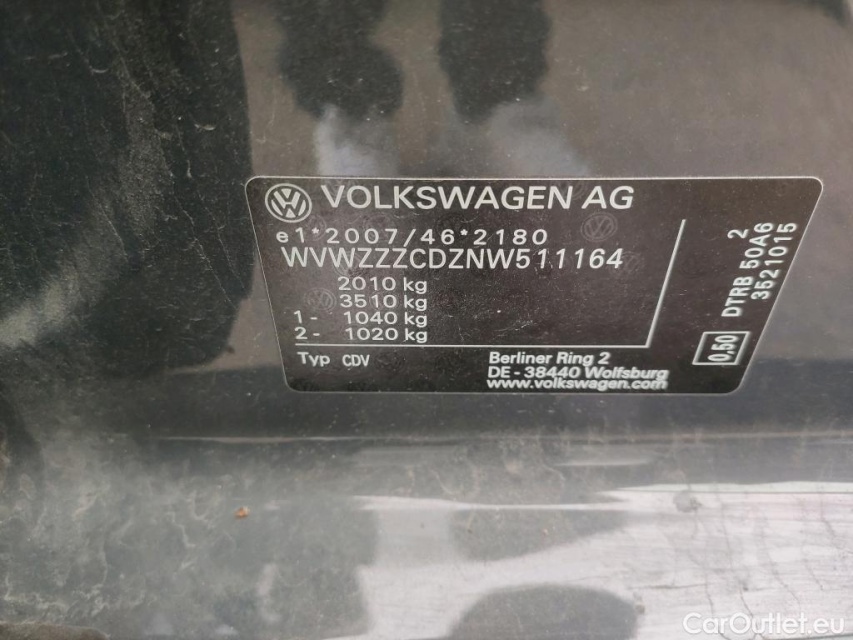 VOLKSWAGEN AG
e1*2007/46*2180
WVWZZZCDZNW511164
2010 kg
3510 kg
1- 1040 kg
2- 1020 kg
Typ CDV
Berliner Ring 2
DE - 38440 Wolfsburg
www.volkswagen.com
2
DTRB 50A6
3521015
0,50
CarOutlet.eu